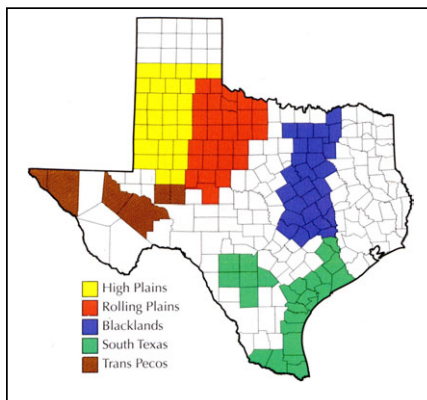 High Plains
Rolling Plains
Blacklands
South Texas
Trans Pecos